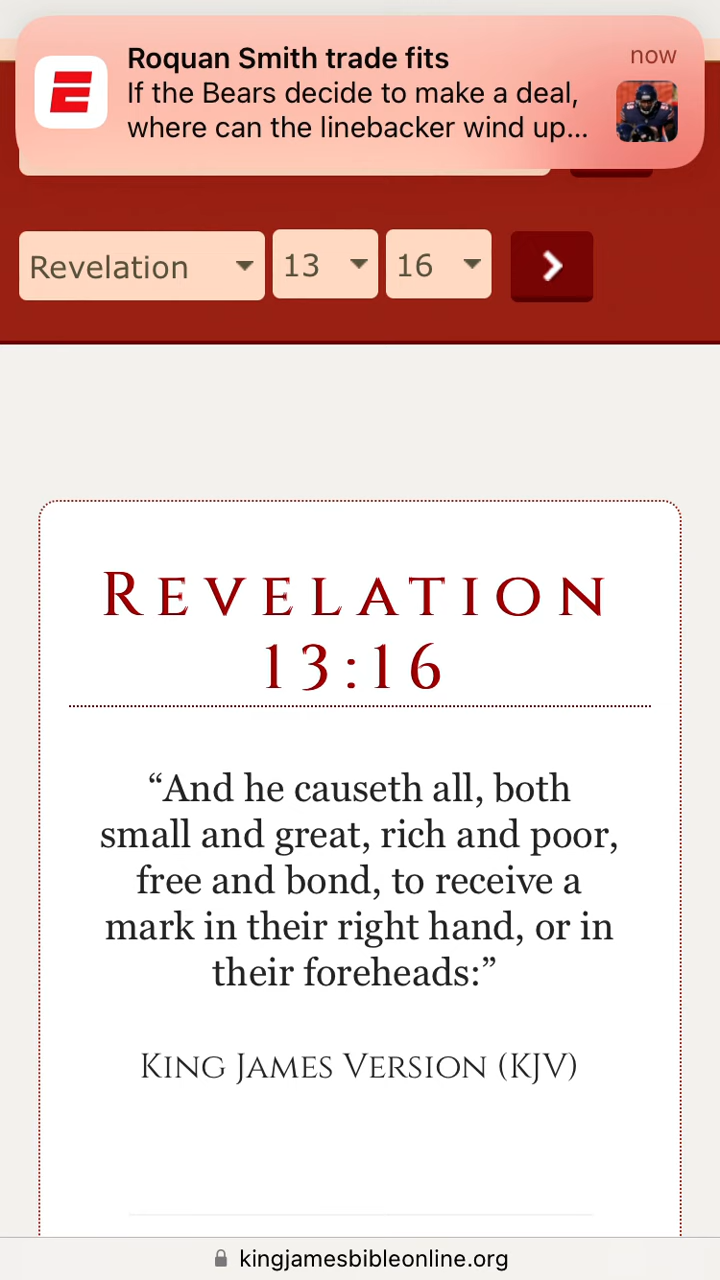 Roquan Smith trade fits
now
If the Bears decide to make a deal,
where can the linebacker wind up...
Revelation 13 16
REVELATION
13:16
“And he causeth all, both
small and great, rich and poor,
free and bond, to receive a
mark in their right hand, or in
their foreheads:”
KING JAMES VERSION (KJV)
kingjamesbibleonline.org